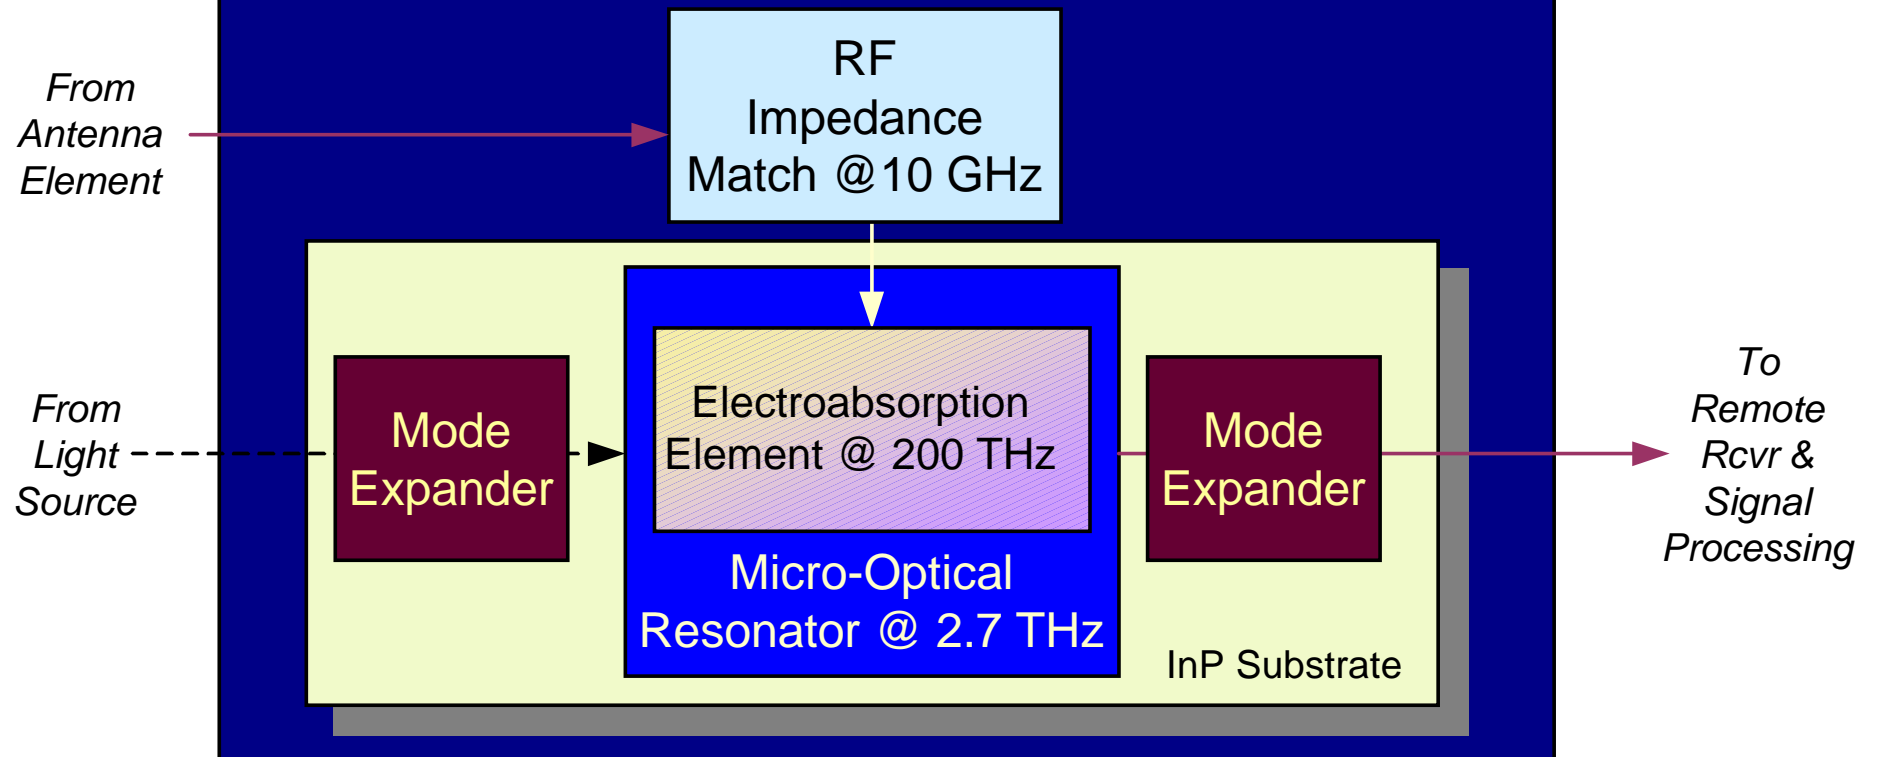 RF
Impedance
Match @10 GHz
From
Antenna
Element
From
Light
Source
Mode
Expander
Electroabsorption
Element @ 200 THz
Micro-Optical
Resonator @ 2.7 THz
Mode
Expander
InP Substrate
To
Remote
Rcvr &
Signal
Processing